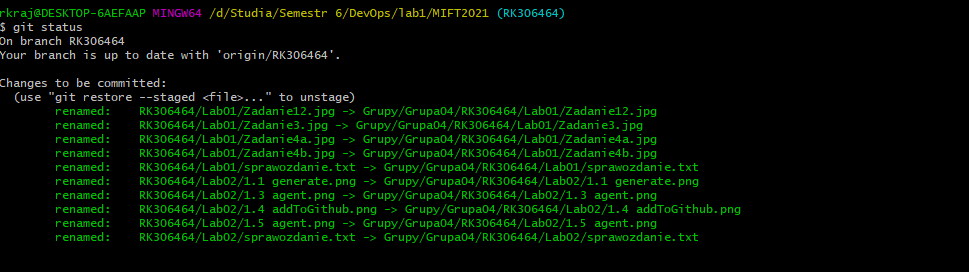 rkraj@DESKTOP-6AEFAAP MINGW64 /d/Studia/Semestr 6/DevOps/lab1/MIFT2021 (RK306464)
$ git status
On branch RK306464
Your branch is up to date with 'origin/RK306464'.
Changes to be committed:
  (use "git restore --staged <file>..." to unstage)
        renamed:    RK306464/Lab01/Zadanie12.jpg -> Grupy/Grupa04/RK306464/Lab01/Zadanie12.jpg
        renamed:    RK306464/Lab01/Zadanie3.jpg -> Grupy/Grupa04/RK306464/Lab01/Zadanie3.jpg
        renamed:    RK306464/Lab01/Zadanie4a.jpg -> Grupy/Grupa04/RK306464/Lab01/Zadanie4a.jpg
        renamed:    RK306464/Lab01/Zadanie4b.jpg -> Grupy/Grupa04/RK306464/Lab01/Zadanie4b.jpg
        renamed:    RK306464/Lab01/sprawozdanie.txt -> Grupy/Grupa04/RK306464/Lab01/sprawozdanie.txt
        renamed:    RK306464/Lab02/1.1 generate.png -> Grupy/Grupa04/RK306464/Lab02/1.1 generate.png
        renamed:    RK306464/Lab02/1.3 agent.png -> Grupy/Grupa04/RK306464/Lab02/1.3 agent.png
        renamed:    RK306464/Lab02/1.4 addToGithub.png -> Grupy/Grupa04/RK306464/Lab02/1.4 addToGithub.png
        renamed:    RK306464/Lab02/1.5 agent.png -> Grupy/Grupa04/RK306464/Lab02/1.5 agent.png
        renamed:    RK306464/Lab02/sprawozdanie.txt -> Grupy/Grupa04/RK306464/Lab02/sprawozdanie.txt